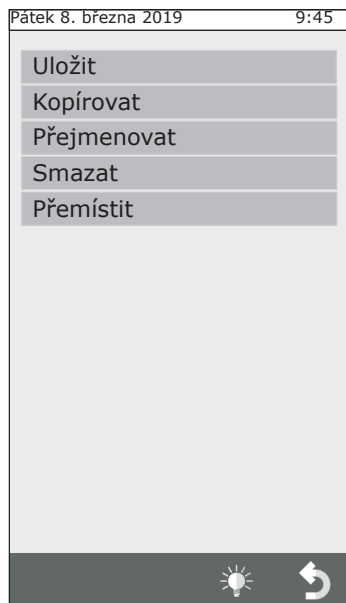 Pátek 8. března 2019 9:45
Uložit
Kopírovat
Přejmenovat
Smazat
Přemístit